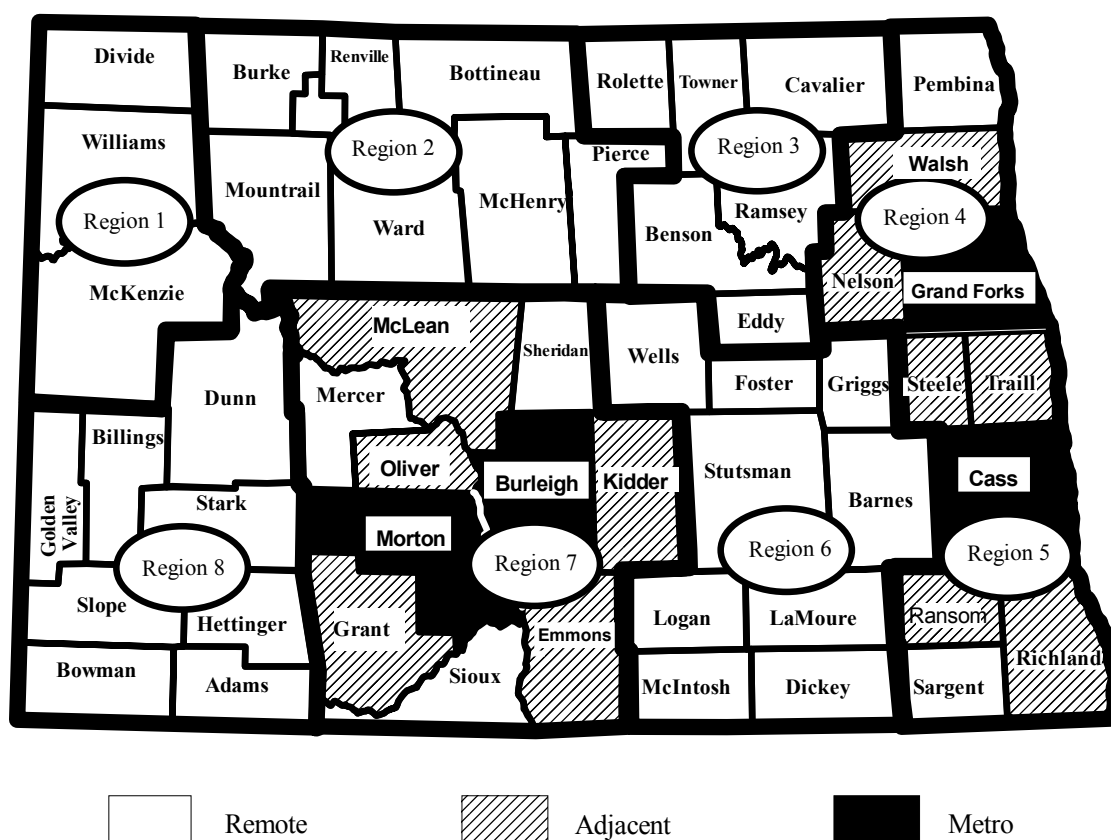 Divide
Burke
Renville
Bottineau
Rolette
Towner
Cavalier
Pembina
Williams
Region 2
Region 3
Pierce
Walsh
Mountrail
McHenry
Region 1
Ward
Benson
Ramsey
Region 4
McKenzie
Nelson
Grand Forks
McLean
Eddy
Sheridan
Wells
Dunn
Mercer
Foster
Griggs
Steele
Traill
Billings
Oliver
Burleigh
Kidder
Stutsman
Cass
Golden
Valley
Stark
Barnes
Morton
Region 8
Region 7
Region 6
Region 5
Slope
Hettinger
Grant
Emmons
Logan
LaMoure
Ransom
Bowman
Adams
Sioux
McIntosh
Dickey
Sargent
Richland
Remote
Adjacent
Metro